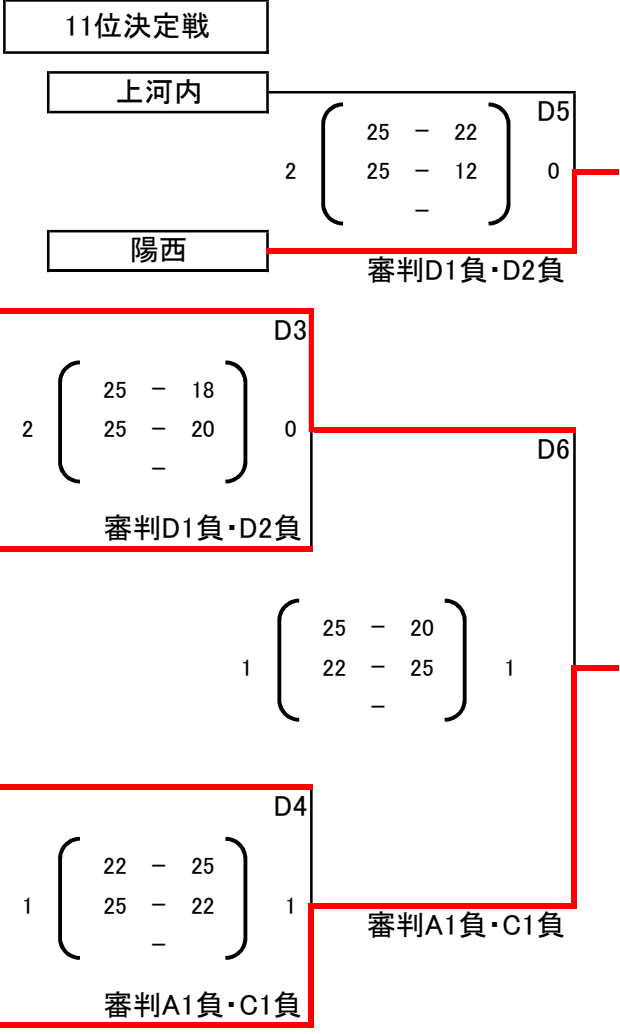 11位決定戦
上河内
D5
25 － 22
2 25 － 12 0
－
陽西
審判D1負・D2負
D3
25 － 18
2 25 － 20 0
－
D6
審判D1負・D2負
25 － 20
1 22 － 25 1
－
D4
22 － 25
1 25 － 22 1
－
審判A1負・C1負
審判A1負・C1負